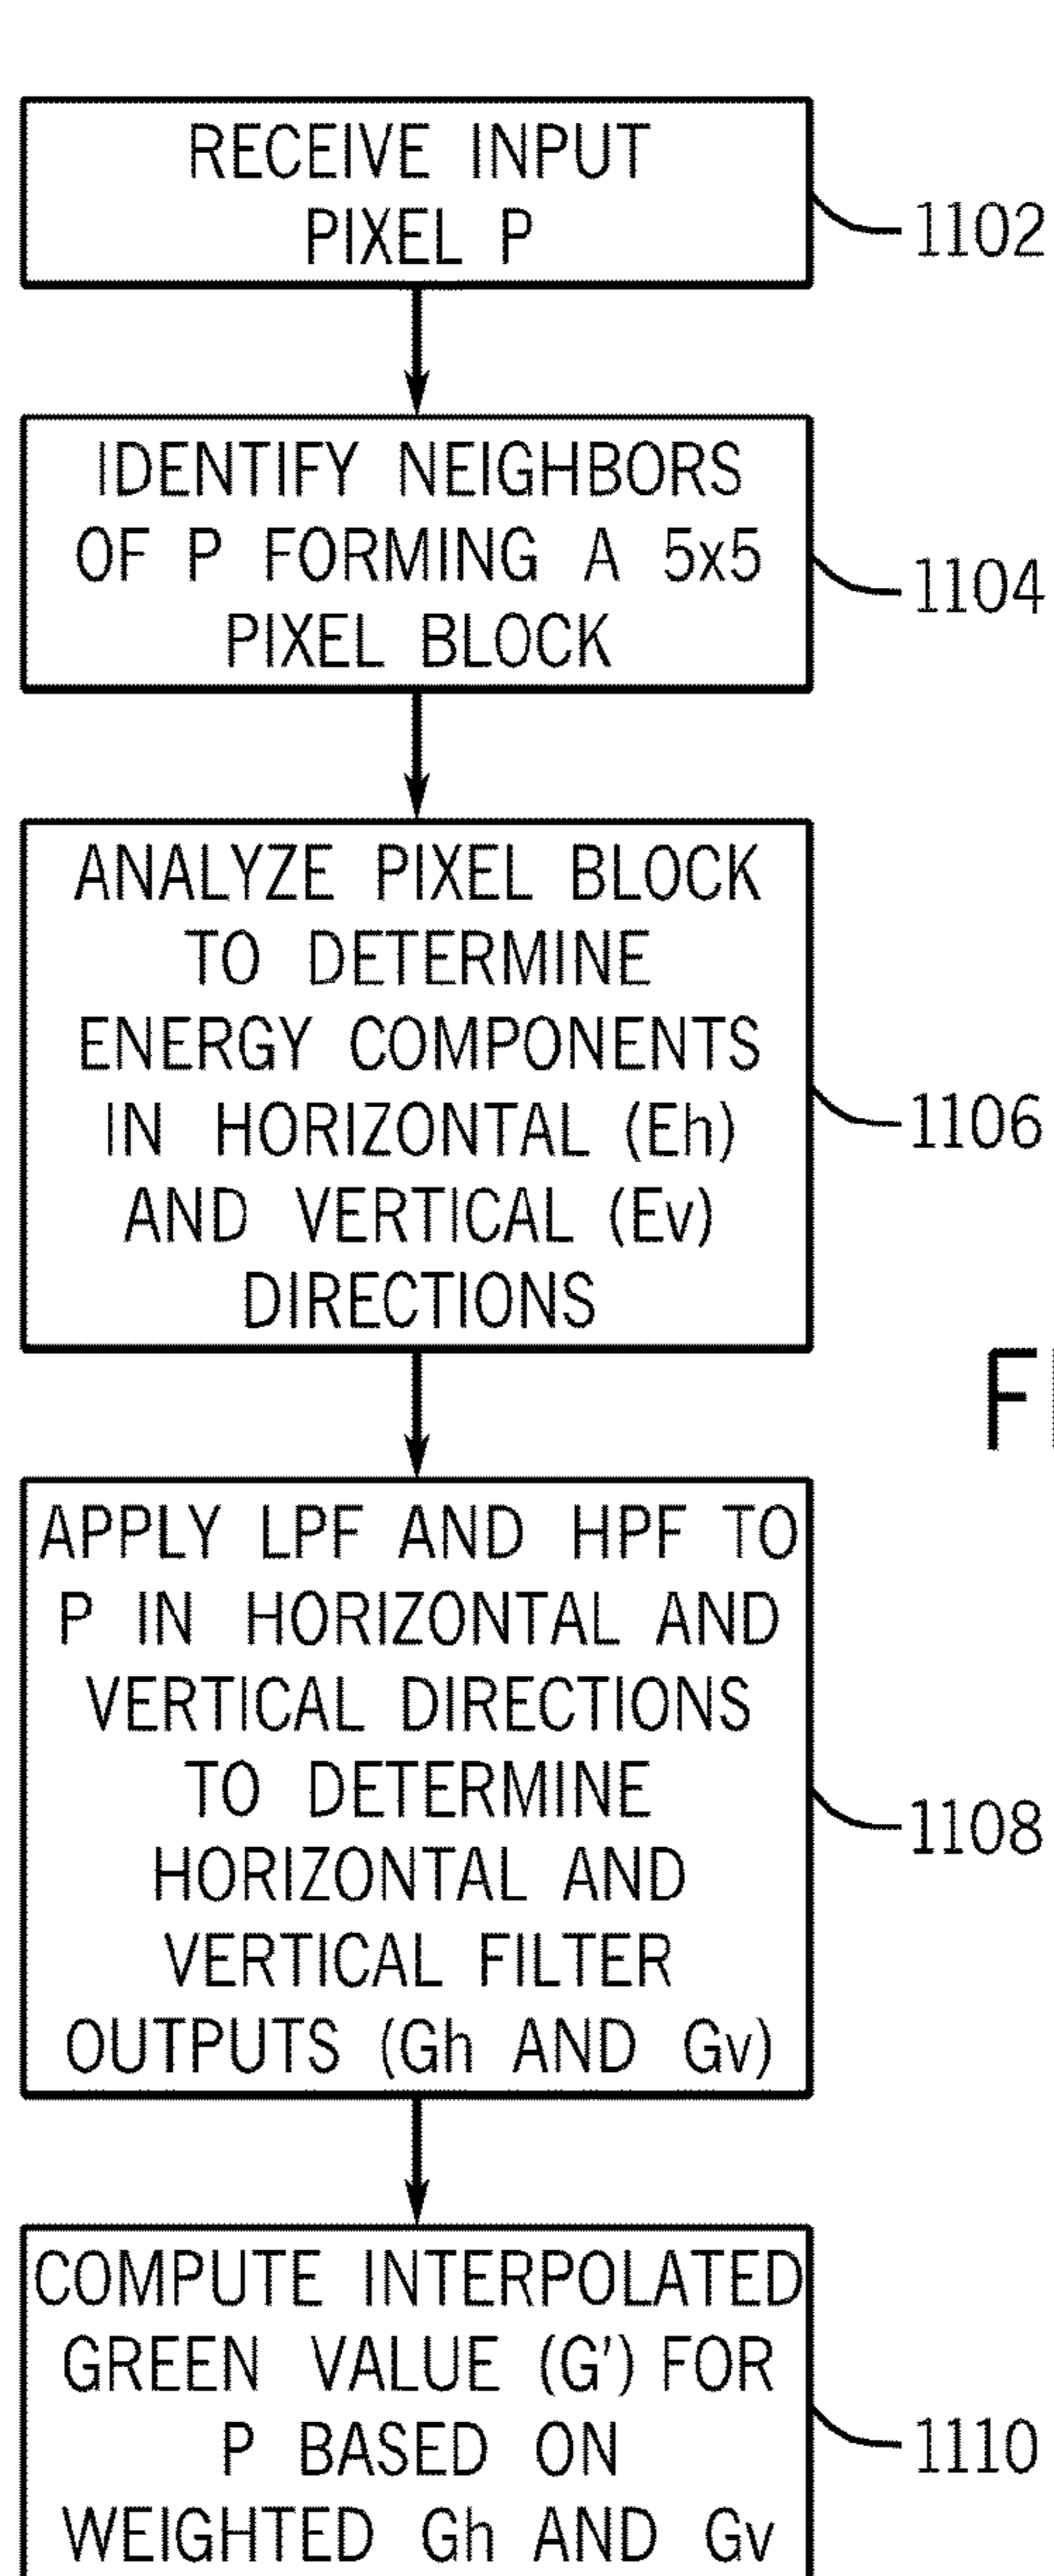 RECEIVE INPUT
PIXEL P
1102
IDENTIFY NEIGHBORS
OF P FORMING A 5x5
PIXEL BLOCK
1104
ANALYZE PIXEL BLOCK
TO DETERMINE
ENERGY COMPONENTS
IN HORIZONTAL (Eh)
AND VERTICAL (Ev)
DIRECTIONS
1106
APPLY LPF AND HPF TO
P IN HORIZONTAL AND
VERTICAL DIRECTIONS
TO DETERMINE
HORIZONTAL AND
VERTICAL FILTER
OUTPUTS (Gh AND Gv)
1108
COMPUTE INTERPOLATED
GREEN VALUE (G') FOR
P BASED ON
WEIGHTED Gh AND Gv
1110